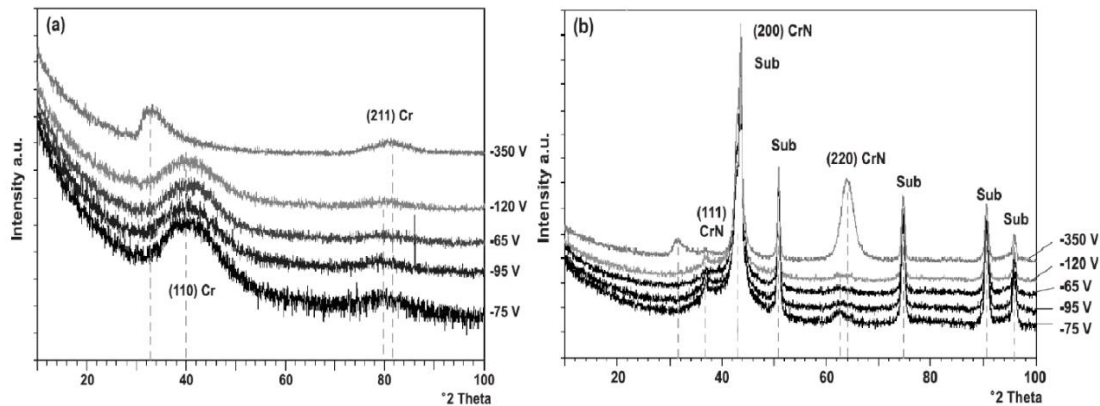 (a)
Intensity a.u.
(211) Cr
(110) Cr
-350 V
-120 V
-65 V
-95 V
-75 V
20
40
60
80
100
°2 Theta
(b)
Intensity a.u.
(200) CrN
Sub
Sub
(220) CrN
Sub
Sub
Sub
(111)
CrN
-350 V
-120 V
-65 V
-95 V
-75 V
20
40
60
80
100
°2 Theta